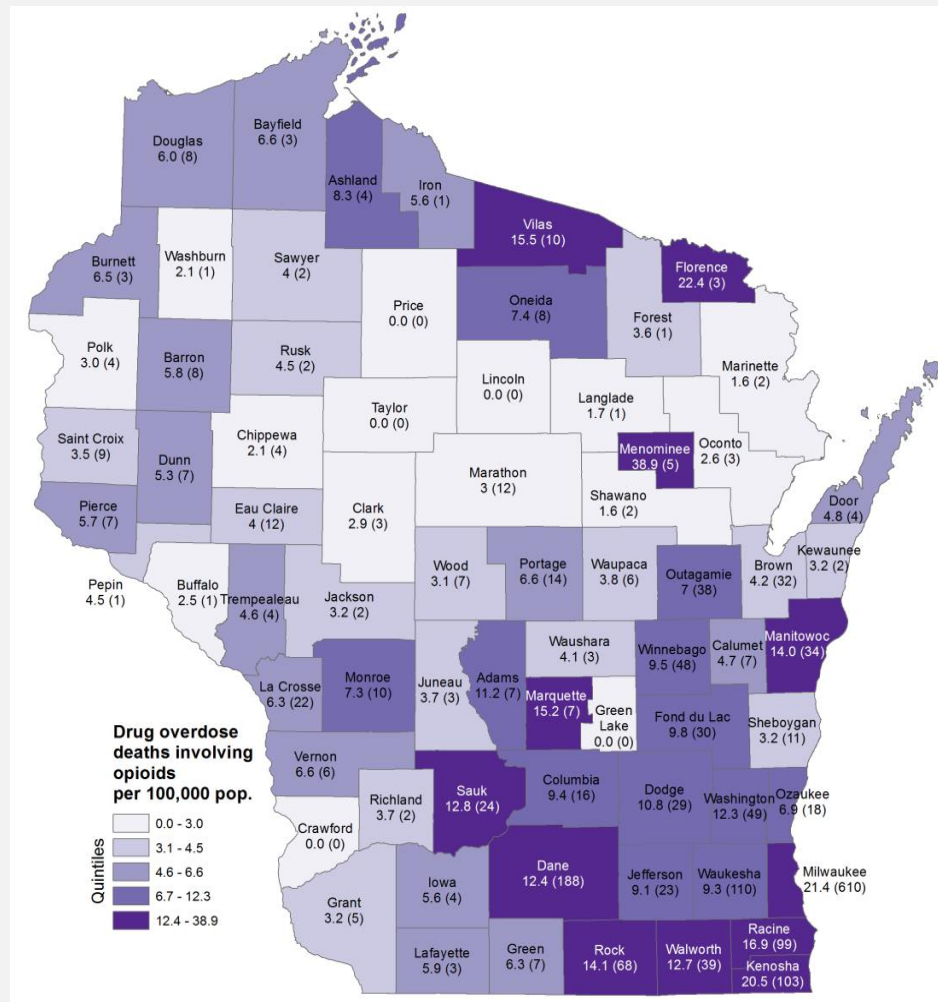 Douglas
6.0 (8)
Bayfield
6.6 (3)
Ashland
8.3 (4)
Iron
5.6 (1)
Vilas
15.5 (10)
Florence
22.4 (3)
Burnett
6.5 (3)
Washburn
2.1 (1)
Sawyer
4 (2)
Price
0.0 (0)
Oneida
7.4 (8)
Forest
3.6 (1)
Marinette
1.6 (2)
Polk
3.0 (4)
Barron
5.8 (8)
Rusk
4.5 (2)
Taylor
0.0 (0)
Lincoln
0.0 (0)
Langlade
1.7 (1)
Menominee
38.9 (5)
Oconto
2.6 (3)
Saint Croix
3.5 (9)
Dunn
5.3 (7)
Chippewa
2.1 (4)
Marathon
3 (12)
Shawano
1.6 (2)
Door
4.8 (4)
Pierce
5.7 (7)
Eau Claire
4 (12)
Clark
2.9 (3)
Pepin
4.5 (1)
Buffalo
2.5 (1)
Trempealeau
4.6 (4)
Jackson
3.2 (2)
Wood
3.1 (7)
Portage
6.6 (14)
Waupaca
3.8 (6)
Outagamie
7 (38)
Brown
4.2 (32)
Kewaunee
3.2 (2)
La Crosse
6.3 (22)
Monroe
7.3 (10)
Juneau
3.7 (3)
Adams
11.2 (7)
Waushara
4.1 (3)
Marquette
15.2 (7)
Green
Lake
0.0 (0)
Winnebago
9.5 (48)
Calumet
4.7 (7)
Manitowoc
14.0 (34)
Fond du Lac
9.8 (30)
Sheboygan
3.2 (11)
Vernon
6.6 (6)
Crawford
0.0 (0)
Richland
3.7 (2)
Sauk
12.8 (24)
Columbia
9.4 (16)
Dodge
10.8 (29)
Washington
12.3 (49)
Ozaukee
6.9 (18)
Grant
3.2 (5)
Iowa
5.6 (4)
Dane
12.4 (188)
Jefferson
9.1 (23)
Waukesha
9.3 (110)
Milwaukee
21.4 (610)
Lafayette
5.9 (3)
Green
6.3 (7)
Rock
14.1 (68)
Walworth
12.7 (39)
Racine
16.9 (99)
Kenosha
20.5 (103)
Drug overdose
deaths involving
opioids
per 100,000 pop.
Quintiles
0.0 - 3.0
3.1 - 4.5
4.6 - 6.6
6.7 - 12.3
12.4 - 38.9